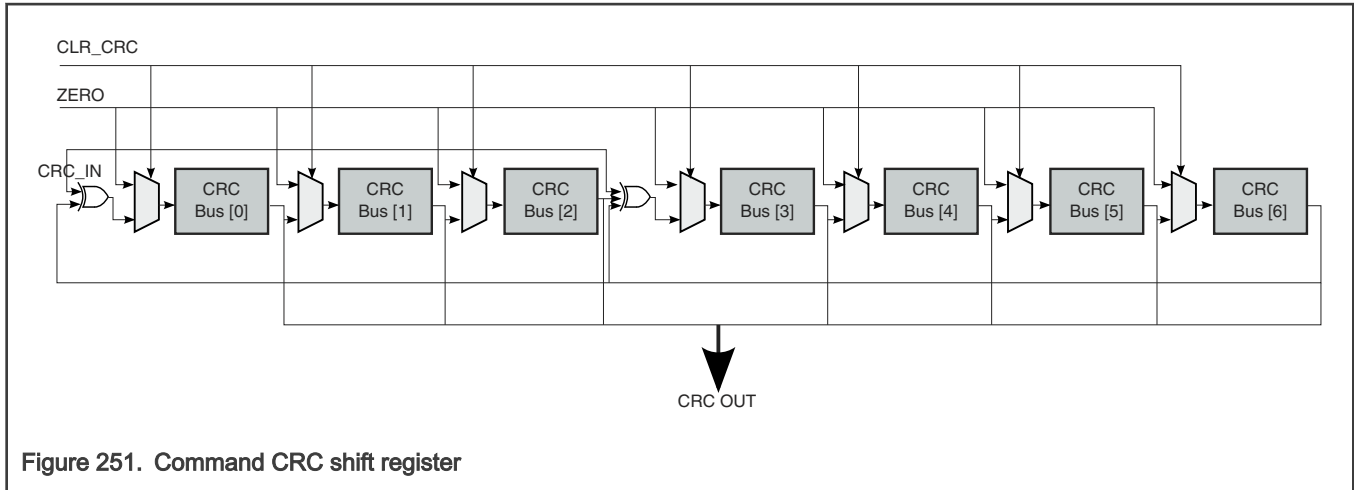 CLR_CRC
ZERO
CRC_IN
CRC
Bus [0]
CRC
Bus [1]
CRC
Bus [2]
CRC
Bus [3]
CRC
Bus [4]
CRC
Bus [5]
CRC
Bus [6]
CRC OUT
Figure 251. Command CRC shift register